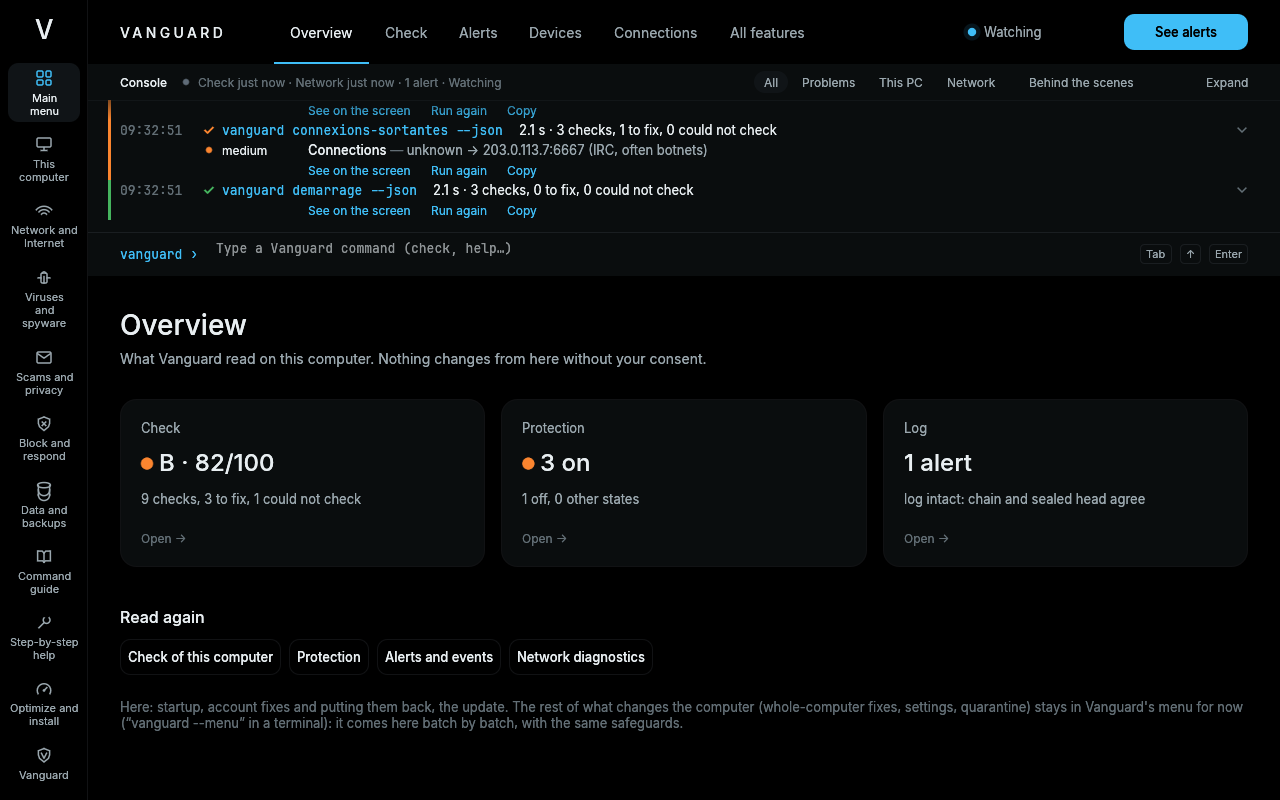 V
VANGUARD
Overview
Check
Alerts
Devices
Connections
All features
Watching
See alerts
Main
menu
This
computer
Network and
Internet
Viruses
and
spyware
Scams and
privacy
Block and
respond
Data and
backups
Command
guide
Step-by-step
help
Optimize and
install
Vanguard
Console
Check just now · Network just now · 1 alert · Watching
All
Problems
This PC
Network
Behind the scenes
Expand
See on the screen Run again Copy
09:32:51 vanguard connexions-sortantes --json 2.1 s · 3 checks, 1 to fix, 0 could not check
medium Connections — unknown → 203.0.113.7:6667 (IRC, often botnets)
See on the screen Run again Copy
09:32:51 vanguard demarrage --json 2.1 s · 3 checks, 0 to fix, 0 could not check
See on the screen Run again Copy
vanguard › Type a Vanguard command (check, help…)
Tab ↑ Enter
Overview
What Vanguard read on this computer. Nothing changes from here without your consent.
Check
B · 82/100
9 checks, 3 to fix, 1 could not check
Open →
Protection
3 on
1 off, 0 other states
Open →
Log
1 alert
log intact: chain and sealed head agree
Open →
Read again
Check of this computer
Protection
Alerts and events
Network diagnostics
Here: startup, account fixes and putting them back, the update. The rest of what changes the computer (whole-computer fixes, settings, quarantine) stays in Vanguard's menu for now
("vanguard --menu" in a terminal): it comes here batch by batch, with the same safeguards.